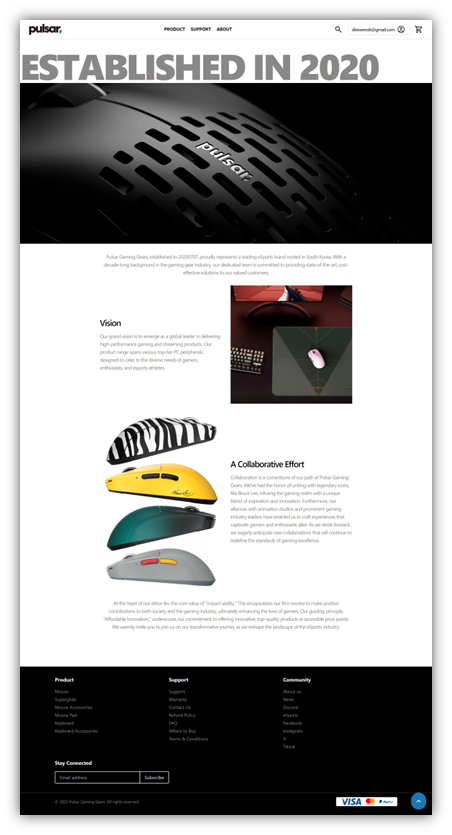 pulsar.
PRODUCT SUPPORT ABOUT
drewenski@gmail.com
ESTABLISHED IN 2020
pulsar.
Pulsar Gaming Gears, established in 20200707, proudly represents a leading eSports brand rooted in South Korea. With a
decade-long background in the gaming gear industry, our dedicated team is committed to providing state-of-the-art, cost-
effective solutions to our valued customers.
Vision
Our grand vision is to emerge as a global leader in delivering
high performance gaming and streaming products. Our
product range spans various top-tier PC peripherals,
designed to cater to the diverse needs of gamers,
enthusiasts, and esports athletes.
A Collaborative Effort
Collaboration is a cornerstone of our path at Pulsar Gaming
Gears. We've had the honor of uniting with legendary icons,
like Bruce Lee, infusing the gaming realm with a unique
blend of inspiration and innovation. Furthermore, our
alliances with animation studios and prominent gaming
industry leaders have enabled us to craft experiences that
captivate gamers and enthusiasts alike. As we stride forward,
we eagerly anticipate new collaborations that will continue to
redefine the standards of gaming excellence.
At the heart of our ethos lies the core value of "Impact-ability." This encapsulates our firm resolve to make positive
contributions to both society and the gaming industry, ultimately enhancing the lives of gamers. Our guiding principle,
"Affordable Innovation," underscores our commitment to offering innovative, top-quality products at accessible price points.
We warmly invite you to join us on our transformative journey as we reshape the landscape of the eSports industry.
Product
Mouse
Superglide
Mouse Accessories
Mouse Pad
Keyboard
Keyboard Accessories
Support
Support
Warranty
Contact Us
Refund Policy
FAQ
Where to Buy
Terms & Conditions
Community
About us
News
Discord
eSports
Facebook
Instagram
X
Tiktok
Stay Connected
Email address Subscribe
© 2023 Pulsar Gaming Gears. All rights reserved.
VISA PayPal